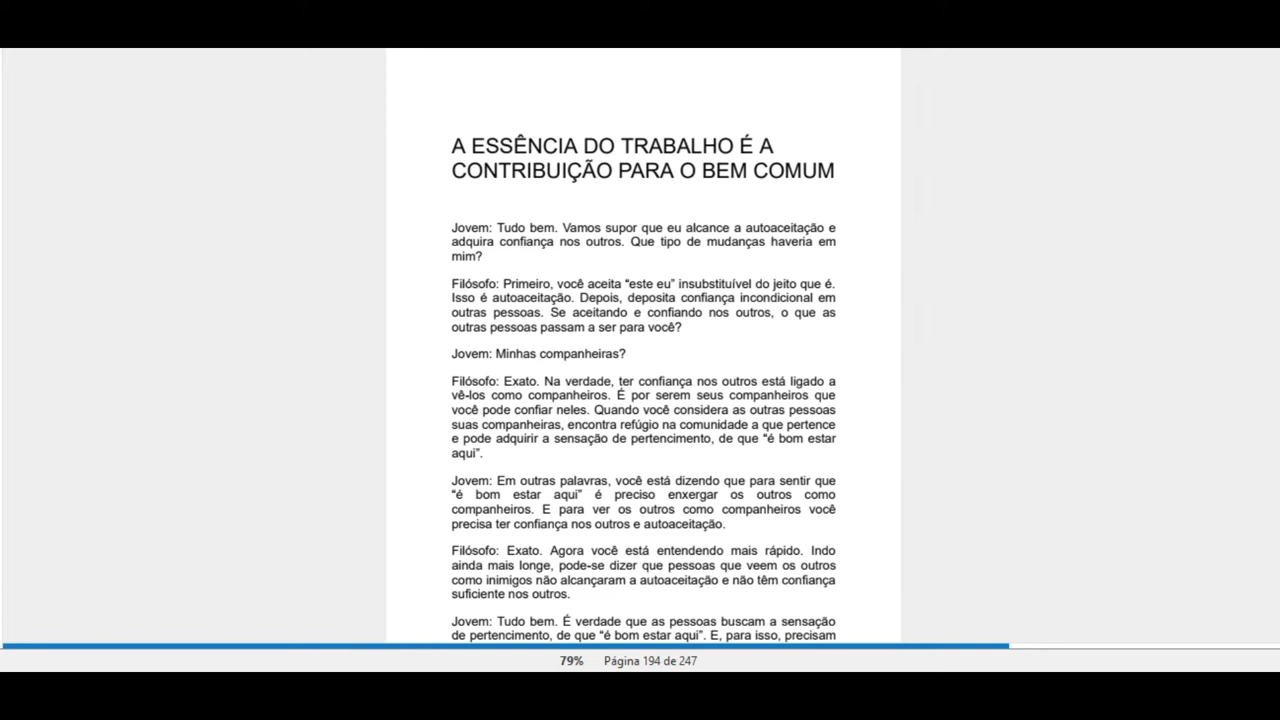 A ESSÊNCIA DO TRABALHO É A
CONTRIBUIÇÃO PARA O BEM COMUM
Jovem: Tudo bem. Vamos supor que eu alcance a autoaceitação e
adquira confiança nos outros. Que tipo de mudanças haveria em
mim?
Filósofo: Primeiro, você aceita “este eu” insubstituível do jeito que é.
Isso é autoaceitação. Depois, deposita confiança incondicional em
outras pessoas. Se aceitando e confiando nos outros, o que as
outras pessoas passam a ser para você?
Jovem: Minhas companheiras?
Filósofo: Exato. Na verdade, ter confiança nos outros está ligado a
vê-los como companheiros. É por serem seus companheiros que
você pode confiar neles. Quando você considera as outras pessoas
suas companheiras, encontra refúgio na comunidade a que pertence
e pode adquirir a sensação de pertencimento, de que “é bom estar
aqui”.
Jovem: Em outras palavras, você está dizendo que para sentir que
“é bom estar aqui” é preciso enxergar os outros como
companheiros. E para ver os outros como companheiros você
precisa ter confiança nos outros e autoaceitação.
Filósofo: Exato. Agora você está entendendo mais rápido. Indo
ainda mais longe, pode-se dizer que pessoas que veem os outros
como inimigos não alcançaram a autoaceitação e não têm confiança
suficiente nos outros.
Jovem: Tudo bem. É verdade que as pessoas buscam a sensação
de pertencimento, de que “é bom estar aqui”. E, para isso, precisam
79% Página 194 de 247